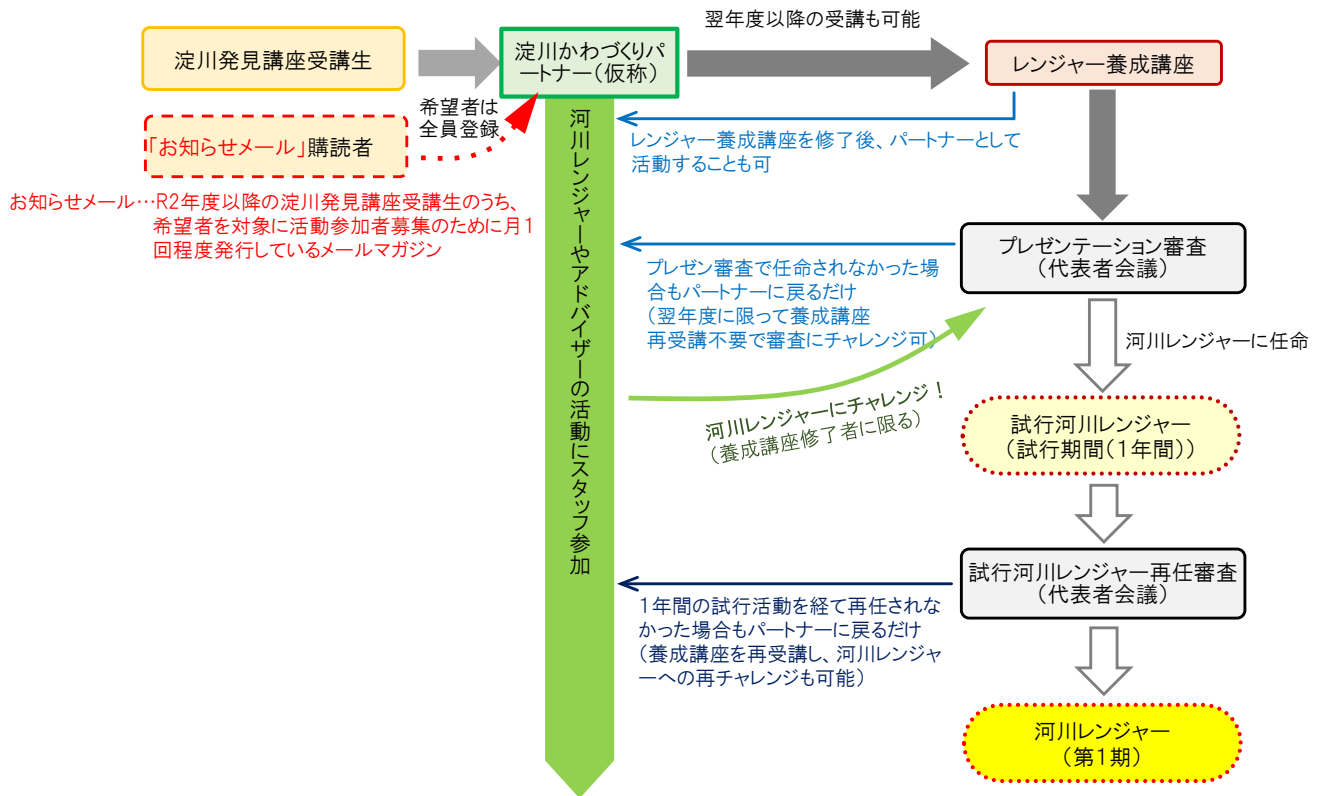 翌年度以降の受講も可能
淀川発見講座受講生
淀川かわづくりパ
ートナー(仮称)
レンジャー養成講座
希望者は
全員登録
「お知らせメール」購読者
お知らせメール…R2年度以降の淀川発見講座受講生のうち、
希望者を対象に活動参加者募集のために月1
回程度発行しているメールマガジン
河川レンジャーやアドバイザーの活動にスタッフ参加
レンジャー養成講座を修了後、パートナーとして
活動することも可
プレゼンテーション審査
(代表者会議)
プレゼン審査で任命されなかった場
合もパートナーに戻るだけ
(翌年度に限って養成講座
再受講不要で審査にチャレンジ可)
河川レンジャーに任命
河川レンジャーにチャレンジ!
(養成講座修了者に限る)
試行河川レンジャー
(試行期間(1年間))
試行河川レンジャー再任審査
(代表者会議)
1年間の試行活動を経て再任されな
かった場合もパートナーに戻るだけ
(養成講座を再受講し、河川レンジャ
ーへの再チャレンジも可能)
河川レンジャー
(第1期)